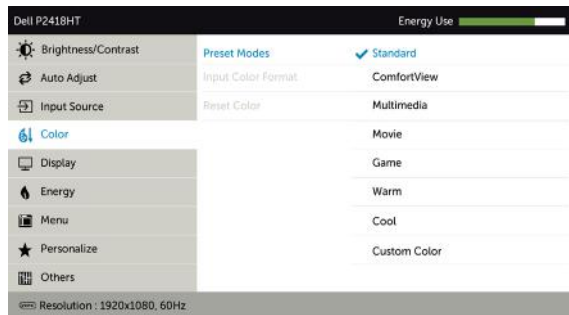 Dell P2418HT
Energy Use
Brightness/Contrast
Auto Adjust
Input Source
Color
Display
Energy
Menu
Personalize
Others
Preset Modes
Input Color Format
Reset Color
Standard
ComfortView
Multimedia
Movie
Game
Warm
Cool
Custom Color
Resolution : 1920x1080, 60Hz